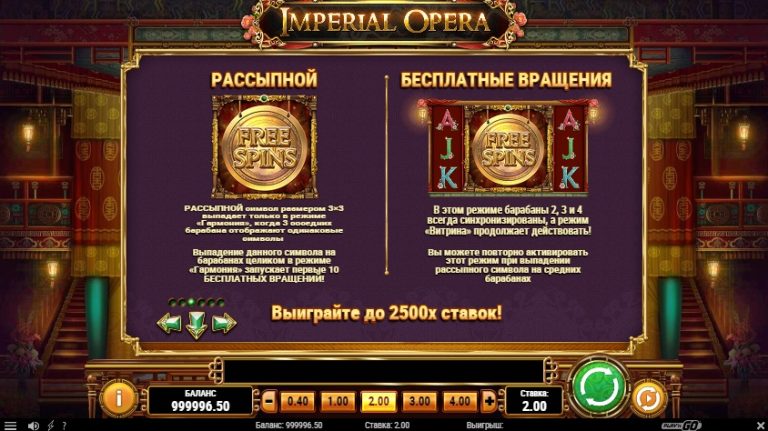 IMPERIAL OPERA
РАССЫПНОЙ
БЕСПЛАТНЫЕ ВРАЩЕНИЯ
FREE
SPINS
A FREE A
J SPINS J
K K
РАССЫПНОЙ символ размером 3×3
выпадает только в режиме
«Гармония», когда 3 соседних
барабана отображают одинаковые
символы
Выпадение данного символа на
барабанах целиком в режиме
«Гармония» запускает первые 10
БЕСПЛАТНЫХ ВРАЩЕНИЙ!
В этом режиме барабаны 2, 3 и 4
всегда синхронизированы, а режим
«Витрина» продолжает действовать!
Вы можете повторно активировать
этот режим при выпадении
рассыпного символа на средних
барабанах
Выиграйте до 2500x ставок!
БАЛАНС
999996.50
0.40 1.00 2.00 3.00 4.00
Ставка:
2.00
Баланс: 999996.50 Ставка: 2.00 Выигрыш:
PLAY'N GO